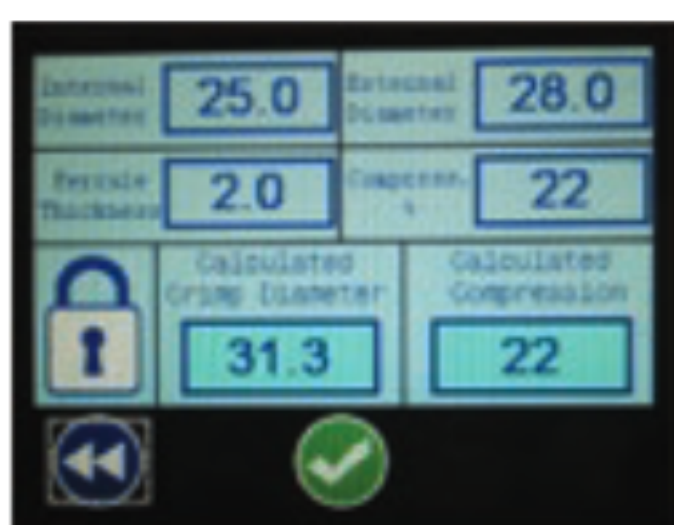 Internal
Diameter
25.0
External
Diameter
28.0
Ferrule
Thickness
2.0
Compress.
%
22
Calculated
Crimp Diameter
31.3
Calculated
Compression
22